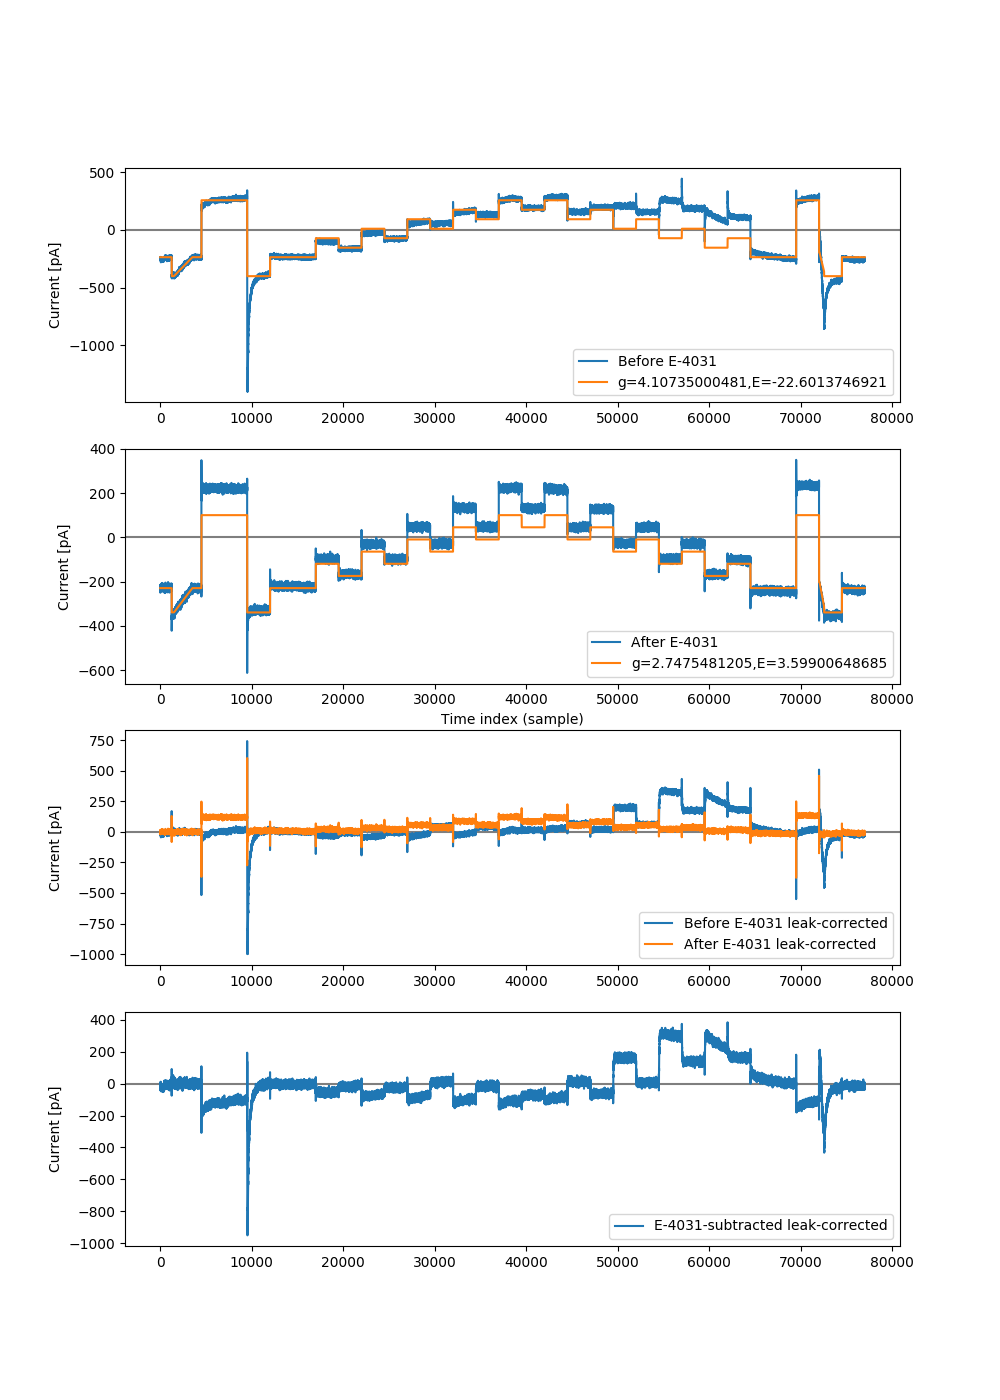 500
0
−500
−1000
Current [pA]
Before E-4031
g=4.10735000481,E=-22.6013746921
0 10000 20000 30000 40000 50000 60000 70000 80000
400
200
0
−200
−400
−600
Current [pA]
After E-4031
g=2.7475481205,E=3.59900648685
0 10000 20000 30000 40000 50000 60000 70000 80000
Time index (sample)
750
500
250
0
−250
−500
−750
−1000
Current [pA]
Before E-4031 leak-corrected
After E-4031 leak-corrected
0 10000 20000 30000 40000 50000 60000 70000 80000
400
200
0
−200
−400
−600
−800
−1000
Current [pA]
E-4031-subtracted leak-corrected
0 10000 20000 30000 40000 50000 60000 70000 80000